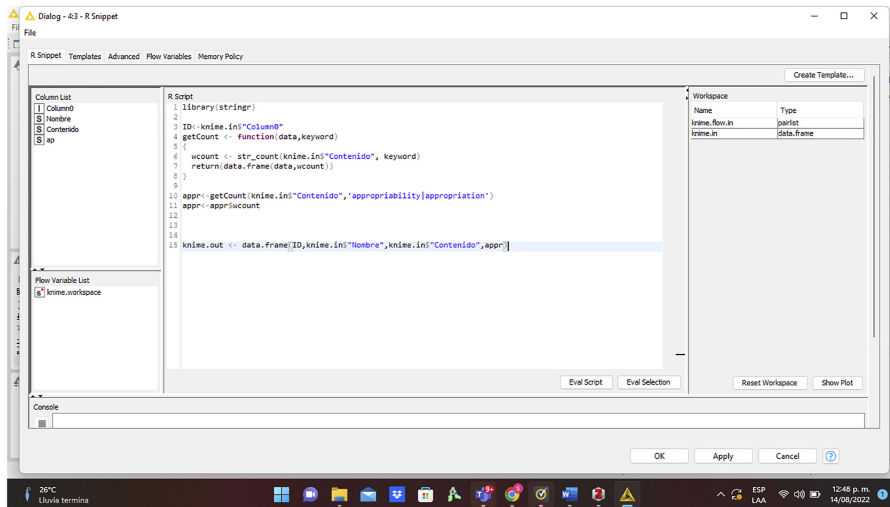 Dialog - 4:3 - R Snippet
File
R Snippet Templates Advanced Flow Variables Memory Policy
Create Template...
Column List
I Column0
S Nombre
S Contenido
S ap
Flow Variable List
s knime.workspace
R Script
1 library(stringr)
2
3 ID<-knime.in$"Column0"
4 getCount <- function(data,keyword)
5 {
6 wcount <- str_count(knime.in$"Contenido", keyword)
7 return(data.frame(data,wcount))
8 }
9
10 appr<-getCount(knime.in$"Contenido",'appropriability|appropriation')
11 appr<-appr$wcount
12
13
14
15 knime.out <- data.frame(ID,knime.in$"Nombre",knime.in$"Contenido",appr)
Eval Script Eval Selection
Workspace
Name Type
knime.flow.in pairlist
knime.in data.frame
Reset Workspace Show Plot
Console
OK Apply Cancel ?
26°C
Lluvia termina
9+
8
ESP
LAA
12:48 p. m.
14/08/2022
1